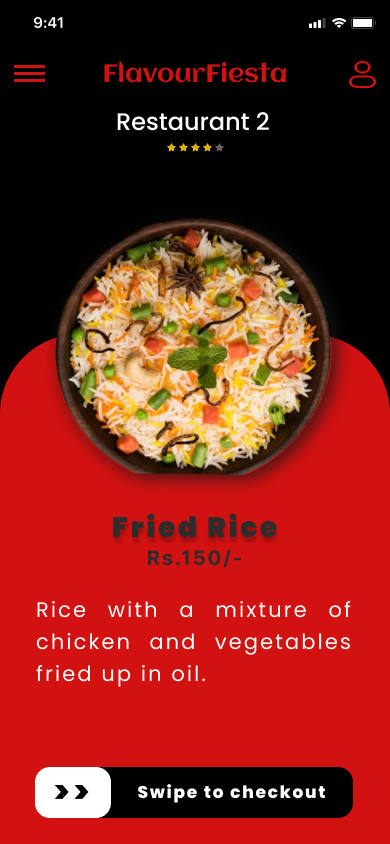 9:41
FlavourFiesta
Restaurant 2
Fried Rice
Rs.150/-
Rice with a mixture of
chicken and vegetables
fried up in oil.
Swipe to checkout